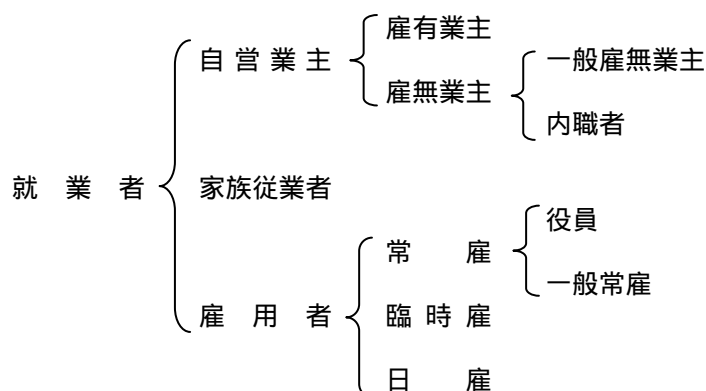 雇有業主
自営業主
一般雇無業主
雇無業主
内職者
就業者
家族従業者
役員
常雇
一般常雇
雇用者
臨時雇
日雇